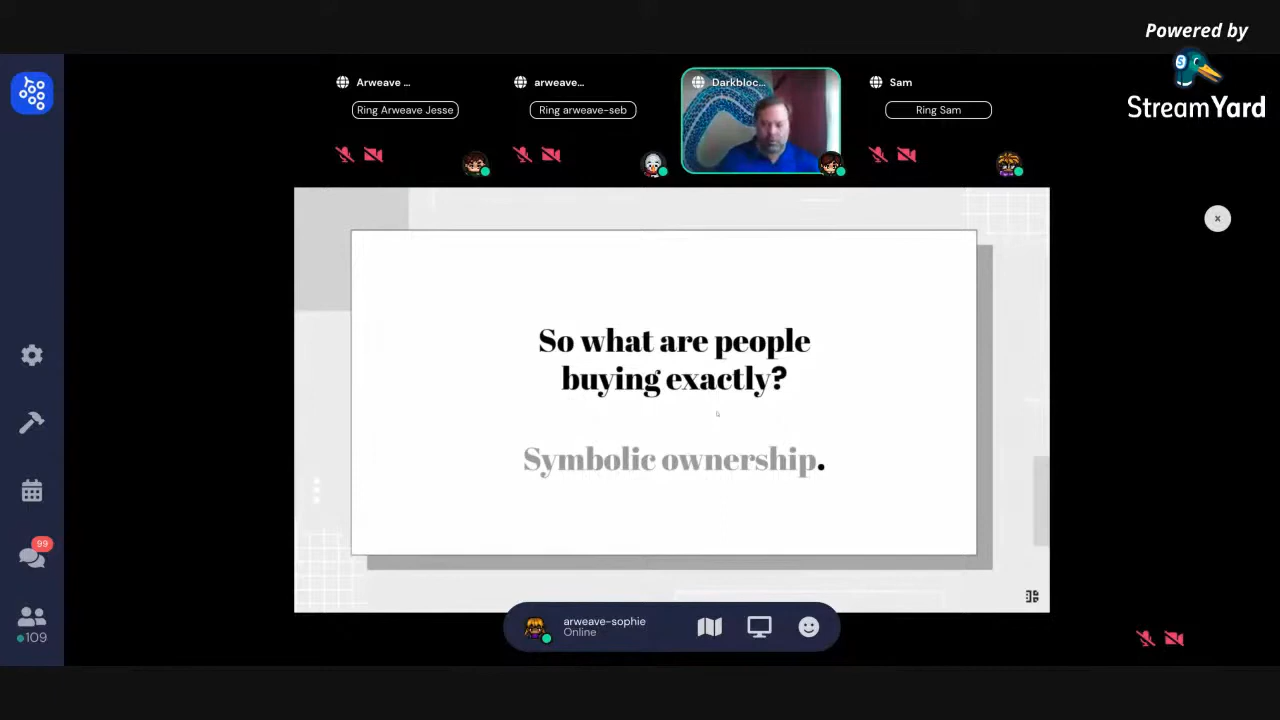 Powered by
StreamYard
Arweave ...
Ring Arweave Jesse
arweave...
Ring arweave-seb
Darkbloc...
Sam
Ring Sam
So what are people
buying exactly?
Symbolic ownership.
99
109
arweave-sophie
Online